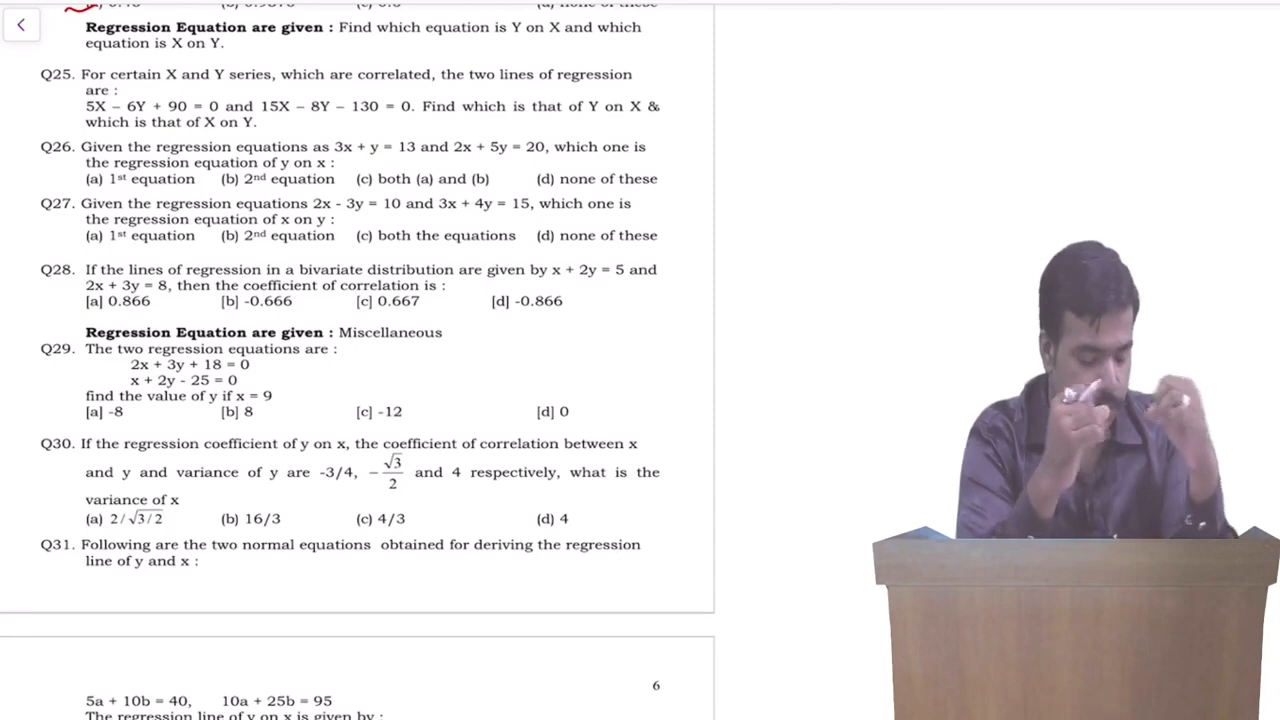 Regression Equation are given : Find which equation is Y on X and which
equation is X on Y.
Q25. For certain X and Y series, which are correlated, the two lines of regression
are :
5X – 6Y + 90 = 0 and 15X – 8Y – 130 = 0. Find which is that of Y on X &
which is that of X on Y.
Q26. Given the regression equations as 3x + y = 13 and 2x + 5y = 20, which one is
the regression equation of y on x :
(a) 1st equation (b) 2nd equation (c) both (a) and (b) (d) none of these
Q27. Given the regression equations 2x - 3y = 10 and 3x + 4y = 15, which one is
the regression equation of x on y :
(a) 1st equation (b) 2nd equation (c) both the equations (d) none of these
Q28. If the lines of regression in a bivariate distribution are given by x + 2y = 5 and
2x + 3y = 8, then the coefficient of correlation is :
[a] 0.866 [b] -0.666 [c] 0.667 [d] -0.866
Regression Equation are given : Miscellaneous
Q29. The two regression equations are :
2x + 3y + 18 = 0
x + 2y - 25 = 0
find the value of y if x = 9
[a] -8 [b] 8 [c] -12 [d] 0
Q30. If the regression coefficient of y on x, the coefficient of correlation between x
and y and variance of y are -3/4, –√3/2 and 4 respectively, what is the
variance of x
(a) 2/√3/2 (b) 16/3 (c) 4/3 (d) 4
Q31. Following are the two normal equations obtained for deriving the regression
line of y and x :
6
5a + 10b = 40, 10a + 25b = 95
The regression line of y on x is given by :